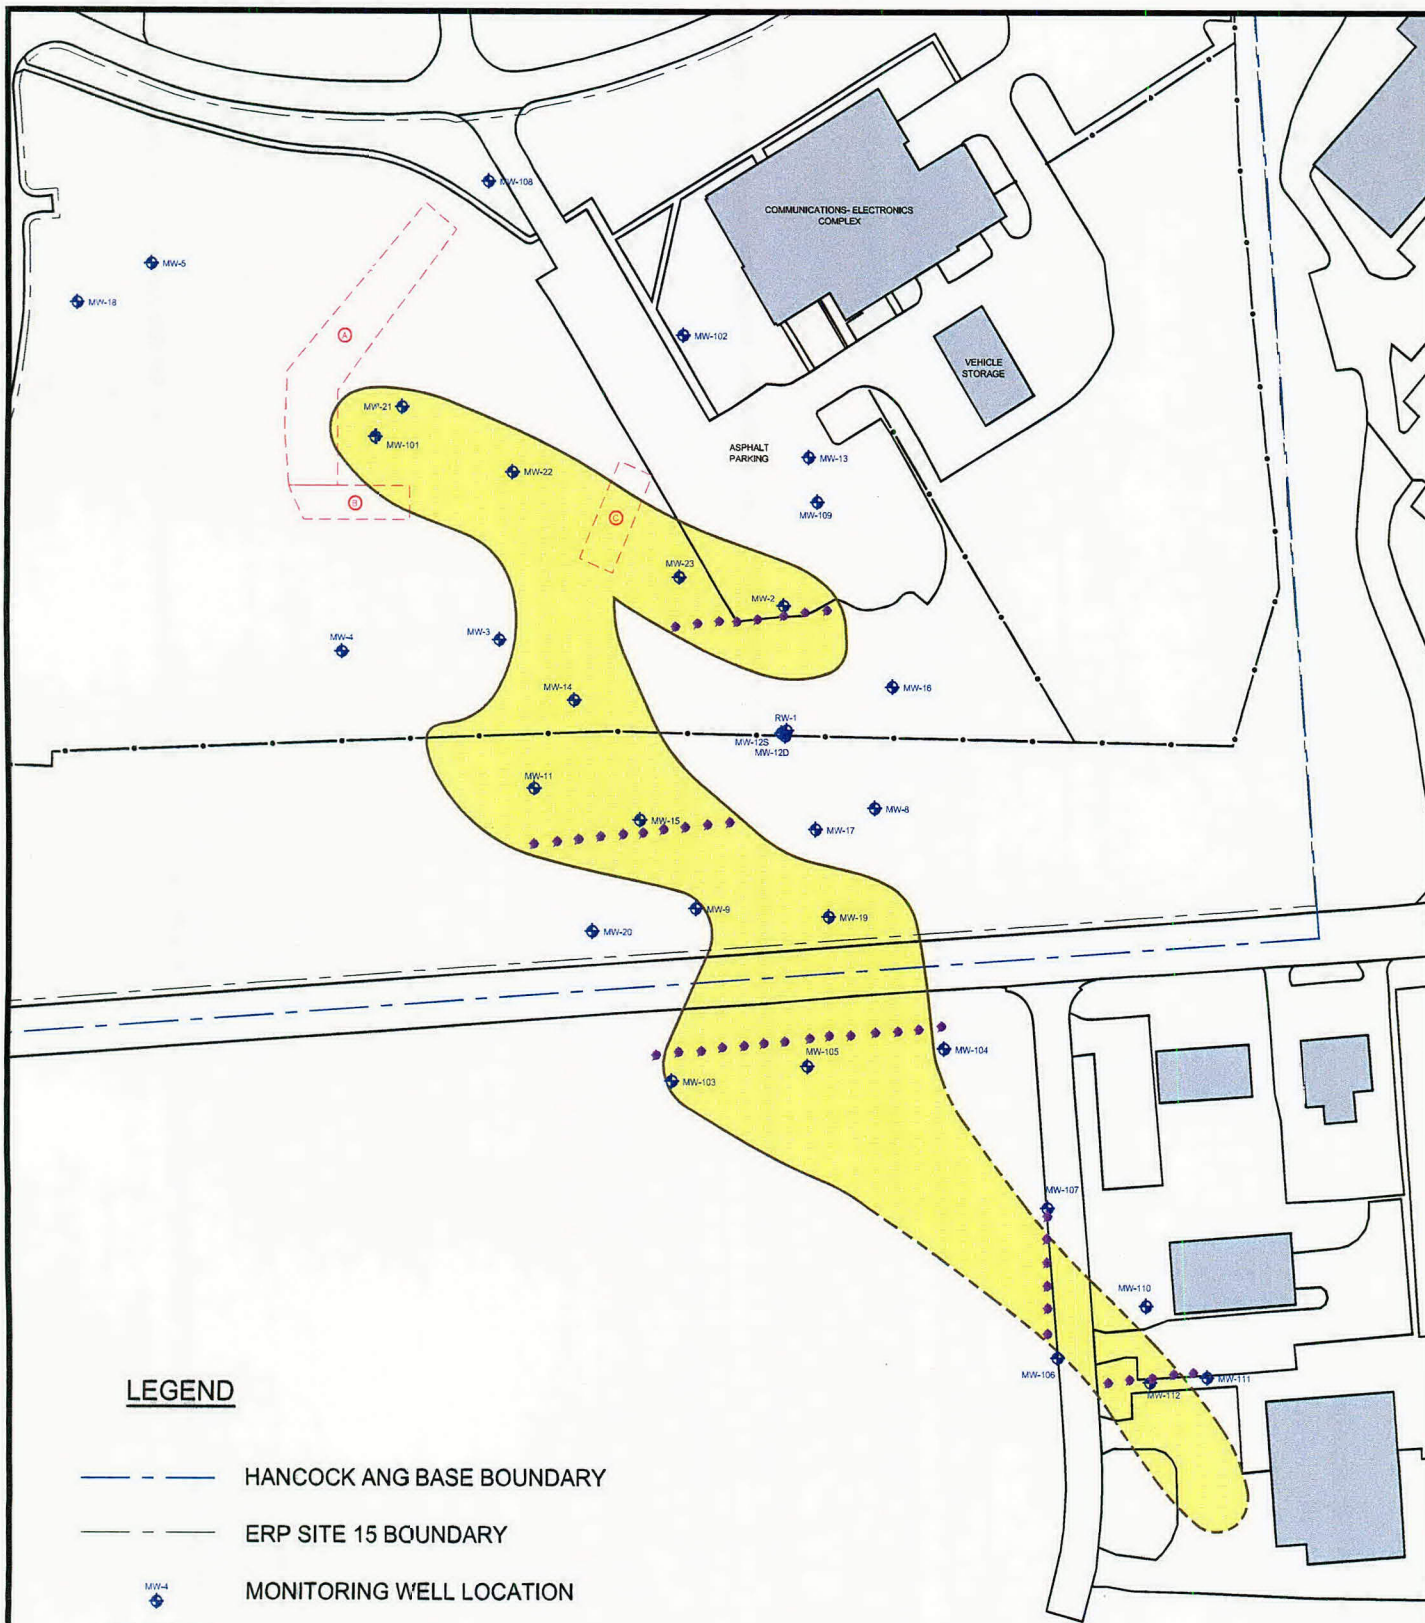 MW-108
COMMUNICATIONS- ELECTRONICS
COMPLEX
MW-5
MW-18
A
MW-102
VEHICLE
STORAGE
MW-21
MW-101
ASPHALT
PARKING
MW-13
MW-22
B
C
MW-109
MW-23
MW-2
MW-3
MW-4
MW-14
MW-16
RW-1
MW-12S
MW-12D
MW-11
MW-15
MW-8
MW-17
MW-9
MW-19
MW-20
MW-104
MW-105
MW-103
MW-107
MW-110
MW-106
MW-111
MW-112
LEGEND
HANCOCK ANG BASE BOUNDARY
ERP SITE 15 BOUNDARY
MW-4
MONITORING WELL LOCATION